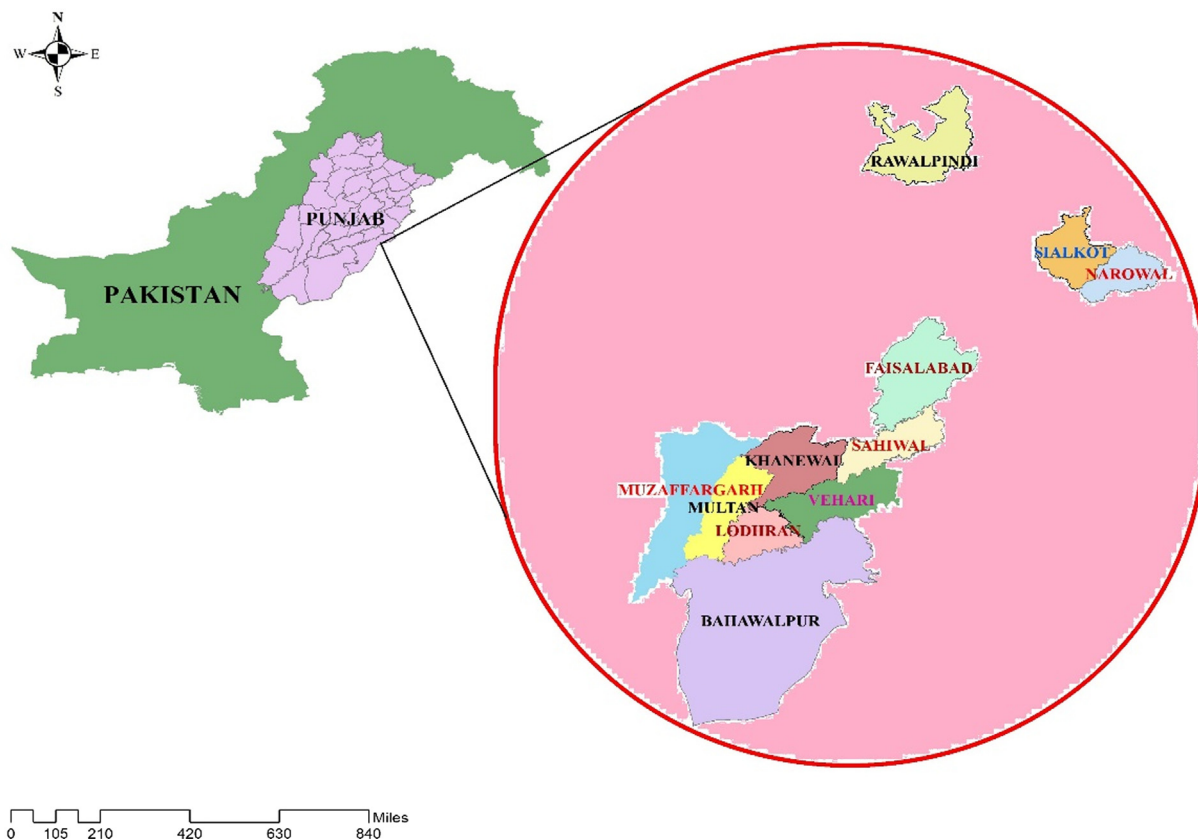 N
W E
S
PUNJAB
PAKISTAN
RAWALPINDI
SIALKOT
NAROWAL
FAISALABAD
SAHIWAL
KHANEWAL
MUZAFFARGARH
MULTAN
VEHARI
LODHRAN
BAHAWALPUR
Miles
0 105 210 420 630 840